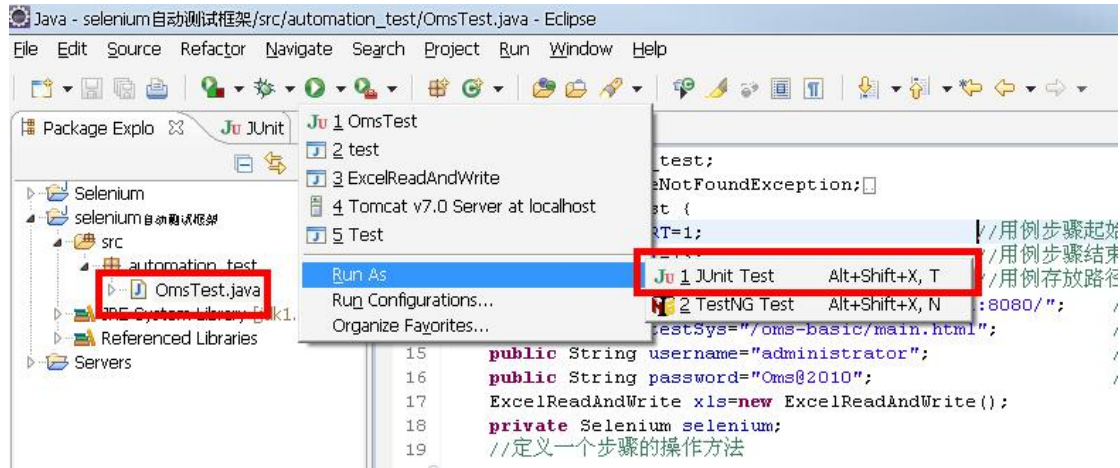 Java - selenium自动测试框架/src/automation_test/OmsTest.java - Eclipse
File Edit Source Refactor Navigate Search Project Run Window Help
Package Explo JUnit
1 OmsTest
2 test
3 ExcelReadAndWrite
4 Tomcat v7.0 Server at localhost
5 Test
Run As
Run Configurations...
Organize Favorites...
1 JUnit Test Alt+Shift+X, T
2 TestNG Test Alt+Shift+X, N
Selenium
selenium自动测试框架
src
automation_test
OmsTest.java
JRE System Library
Referenced Libraries
Servers
_test;
eNotFoundException;
st {
RT=1; //用例步骤起始
//用例步骤结束
//用例存放路径
:8080/";
testSys="/oms-basic/main.html";
15 public String username="administrator";
16 public String password="Oms@2010";
17 ExcelReadAndWrite xls=new ExcelReadAndWrite();
18 private Selenium selenium;
19 //定义一个步骤的操作方法